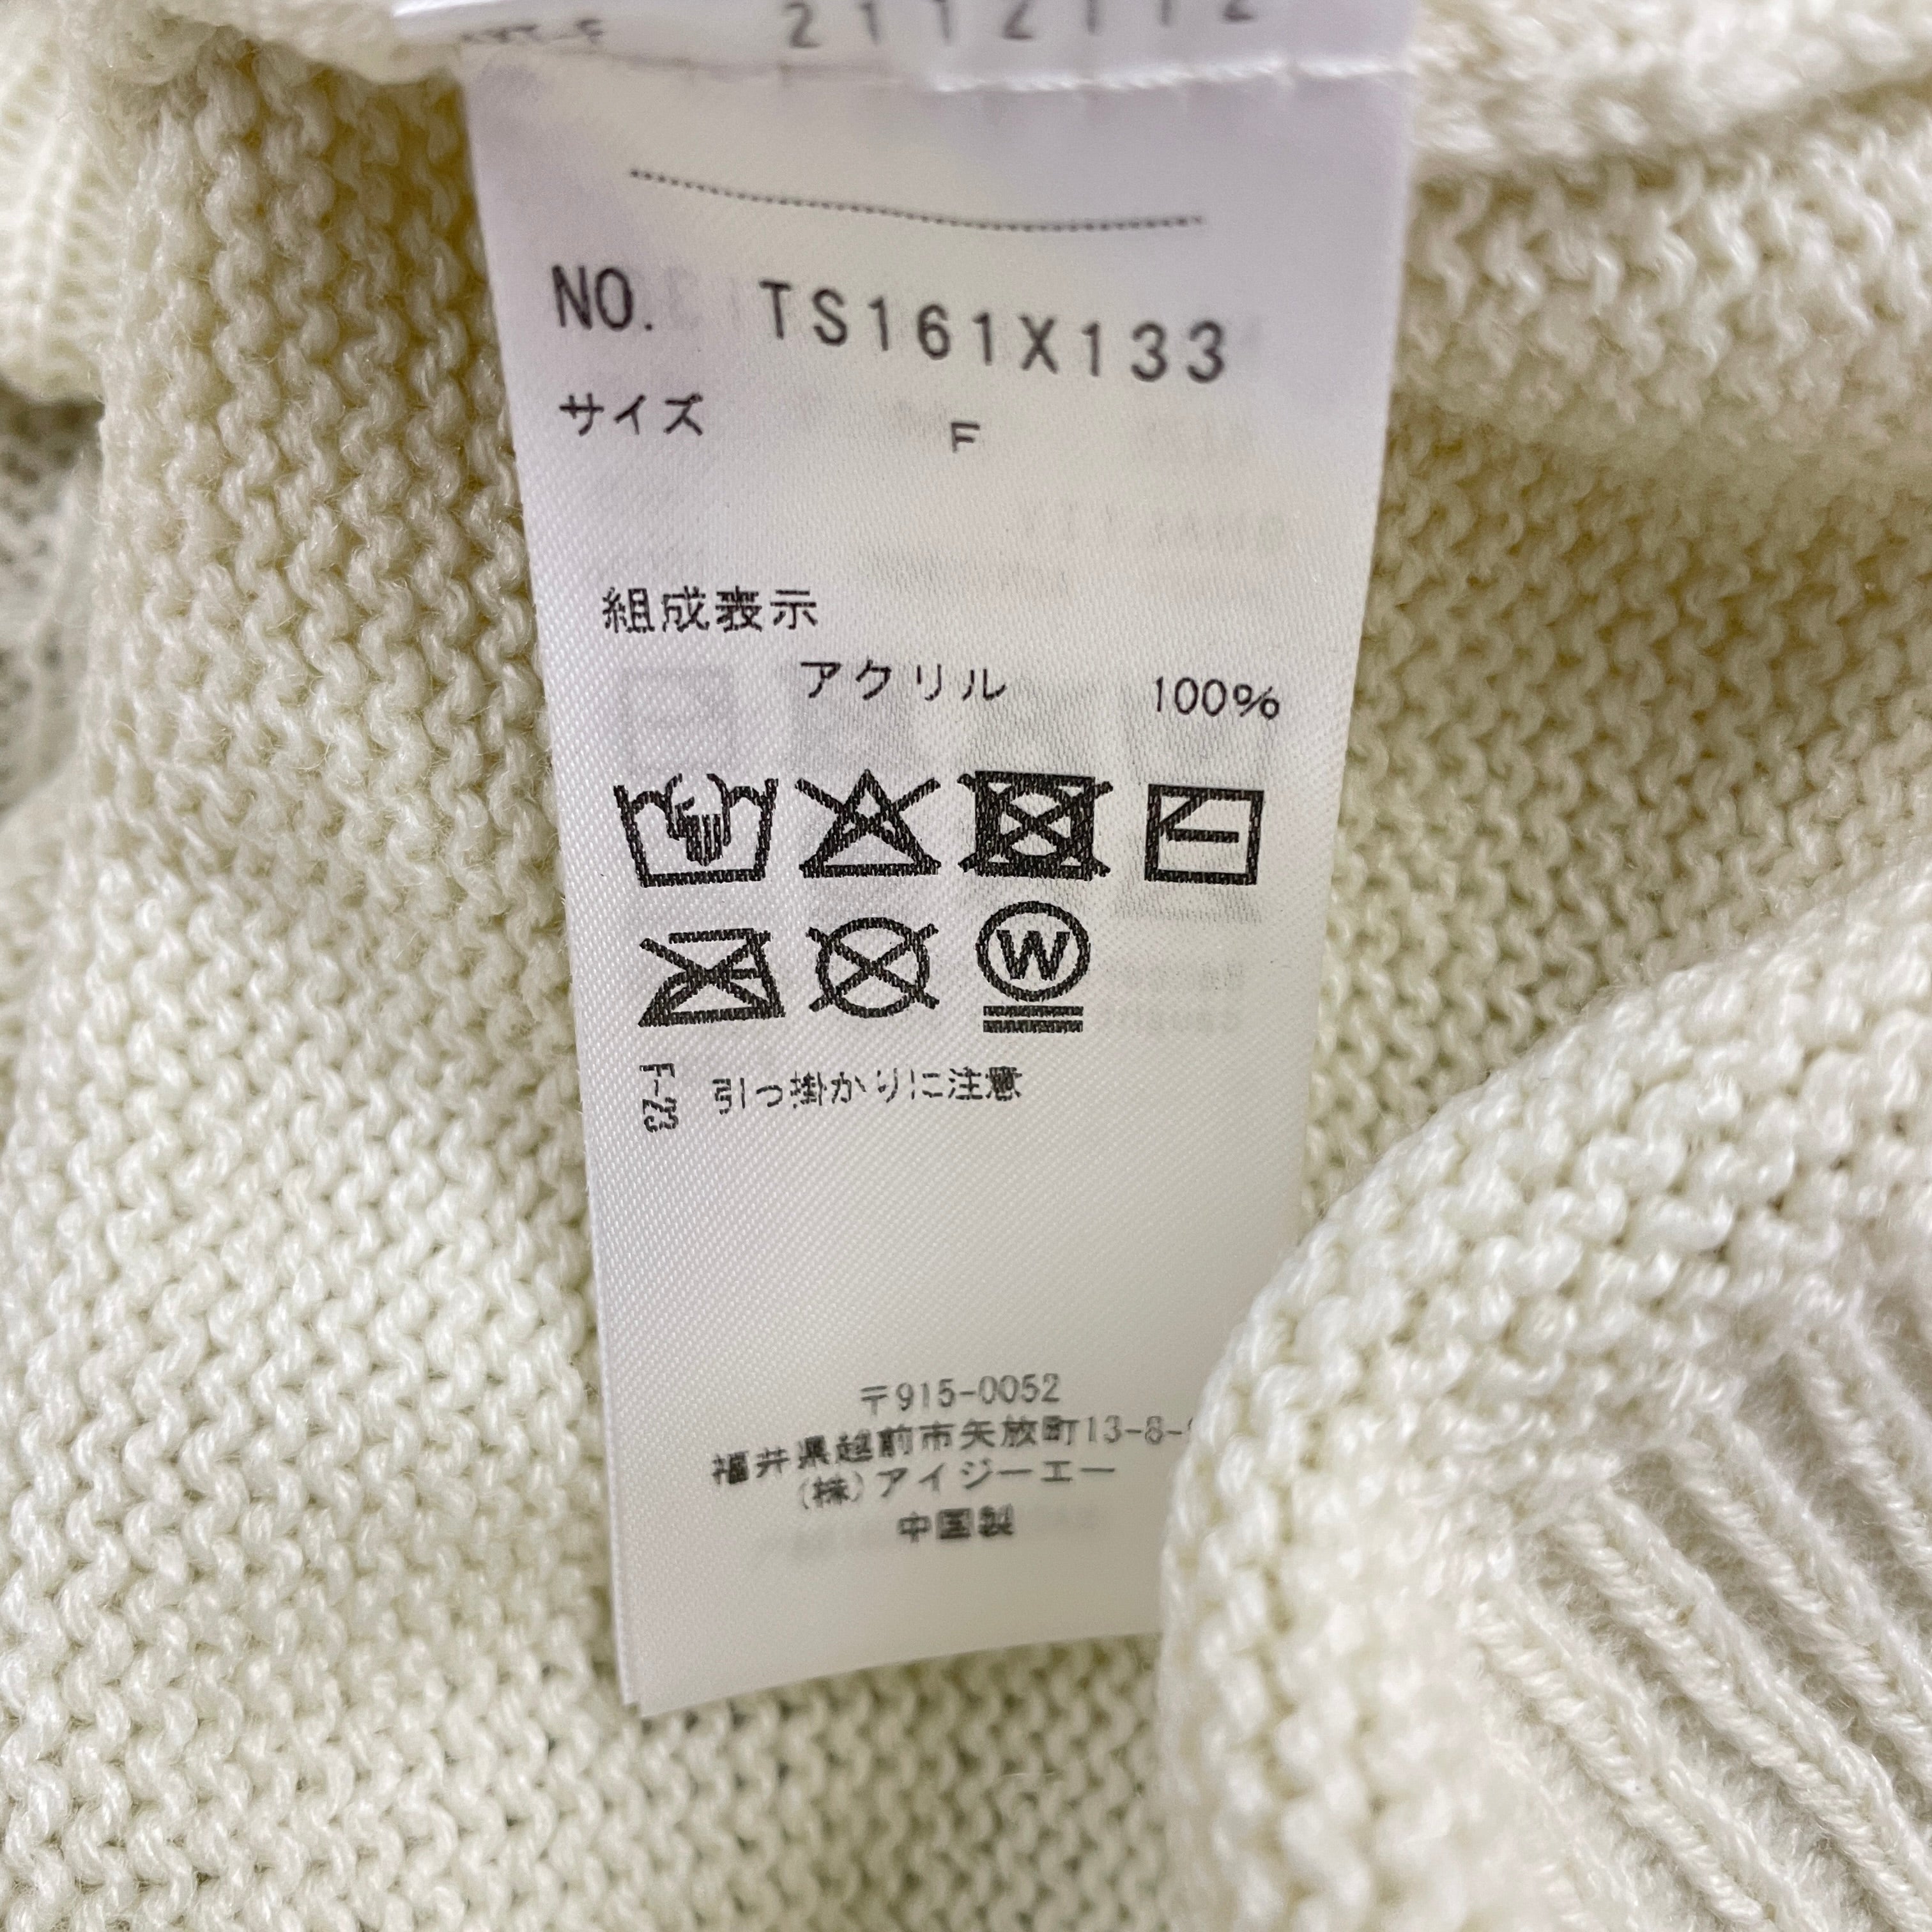 2112112
NO. TS161X133
サイズ F
組成表示
アクリル 100%
W
F-23 引っ掛かりに注意
〒915-0052
福井県越前市矢放町13-8-
(株)アイジーエー
中国製